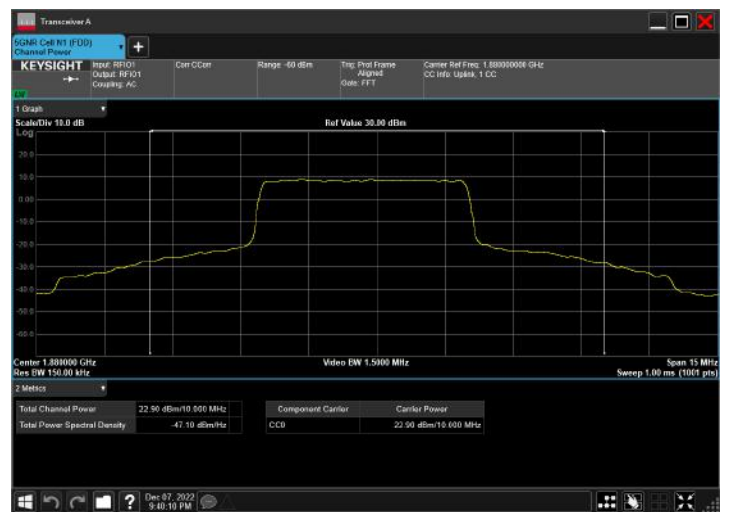 Transceiver A
5GNR Cell N1 (FDD)
Channel Power
KEYSIGHT
Input: RFIO1
Output: RFIO1
Coupling: AC
Corr CCorr
Range -60 dBm
Trig: Prot Frame
Aligned
Gate: FFT
Carrier Ref Freq: 1.880000000 GHz
CC Info: Uplink, 1 CC
1 Graph
Scale/Div 10.0 dB
Ref Value 30.00 dBm
Log
20.0
10.0
0.00
-10.0
-20.0
-30.0
-40.0
-50.0
-60.0
Center 1.880000 GHz
Video BW 1.5000 MHz
Span 15 MHz
Res BW 150.00 kHz
Sweep 1.00 ms (1001 pts)
2 Metrics
Total Channel Power 22.90 dBm/10.000 MHz
Total Power Spectral Density -47.10 dBm/Hz
Component Carrier Carrier Power
CC0 22.90 dBm/10.000 MHz
?
Dec 07, 2022
9:40:10 PM